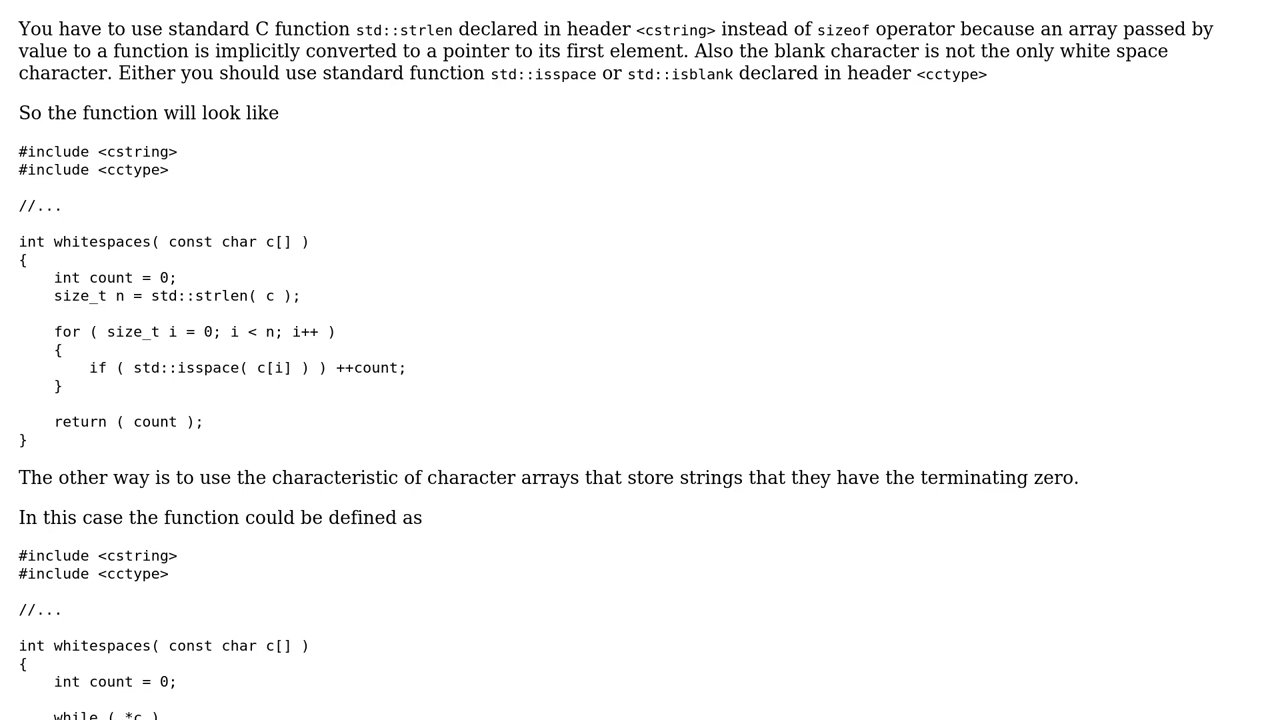 You have to use standard C function std::strlen declared in header <cstring> instead of sizeof operator because an array passed by
value to a function is implicitly converted to a pointer to its first element. Also the blank character is not the only white space
character. Either you should use standard function std::isspace or std::isblank declared in header <cctype>
So the function will look like
#include <cstring>
#include <cctype>
//...
int whitespaces( const char c[] )
{
    int count = 0;
    size_t n = std::strlen( c );
    for ( size_t i = 0; i < n; i++ )
    {
        if ( std::isspace( c[i] ) ) ++count;
    }
    return ( count );
}
The other way is to use the characteristic of character arrays that store strings that they have the terminating zero.
In this case the function could be defined as
#include <cstring>
#include <cctype>
//...
int whitespaces( const char c[] )
{
    int count = 0;
    while ( *c )